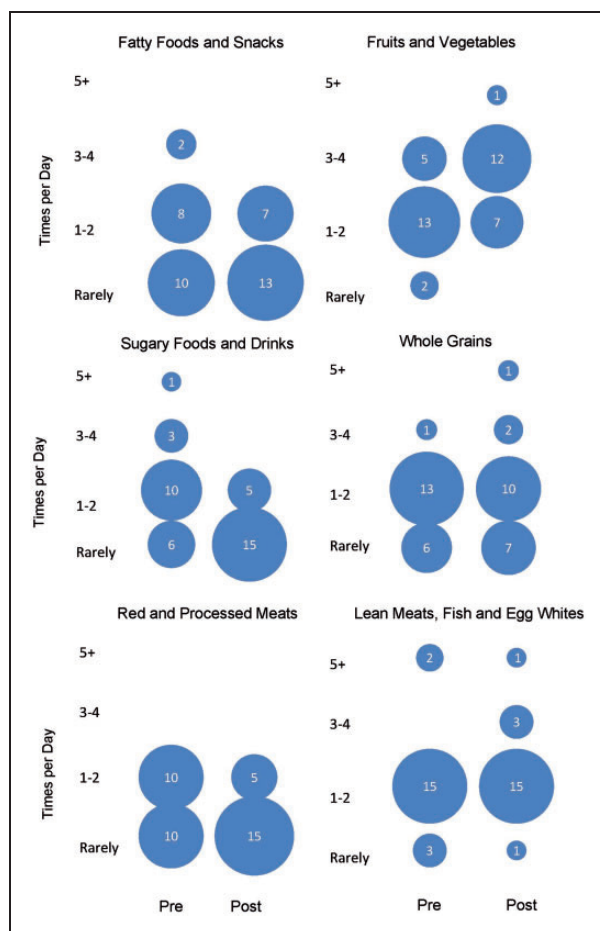 Fatty Foods and Snacks
Fruits and Vegetables
Times per Day
5+
3-4
1-2
Rarely
2
8
7
10
13
5+
3-4
1-2
Rarely
1
5
12
13
7
2
Sugary Foods and Drinks
Whole Grains
Times per Day
5+
3-4
1-2
Rarely
1
3
10
5
6
15
5+
3-4
1-2
Rarely
1
1
2
13
10
6
7
Red and Processed Meats
Lean Meats, Fish and Egg Whites
Times per Day
5+
3-4
1-2
Rarely
10
5
10
15
5+
3-4
1-2
Rarely
2
1
3
15
15
3
1
Pre
Post
Pre
Post